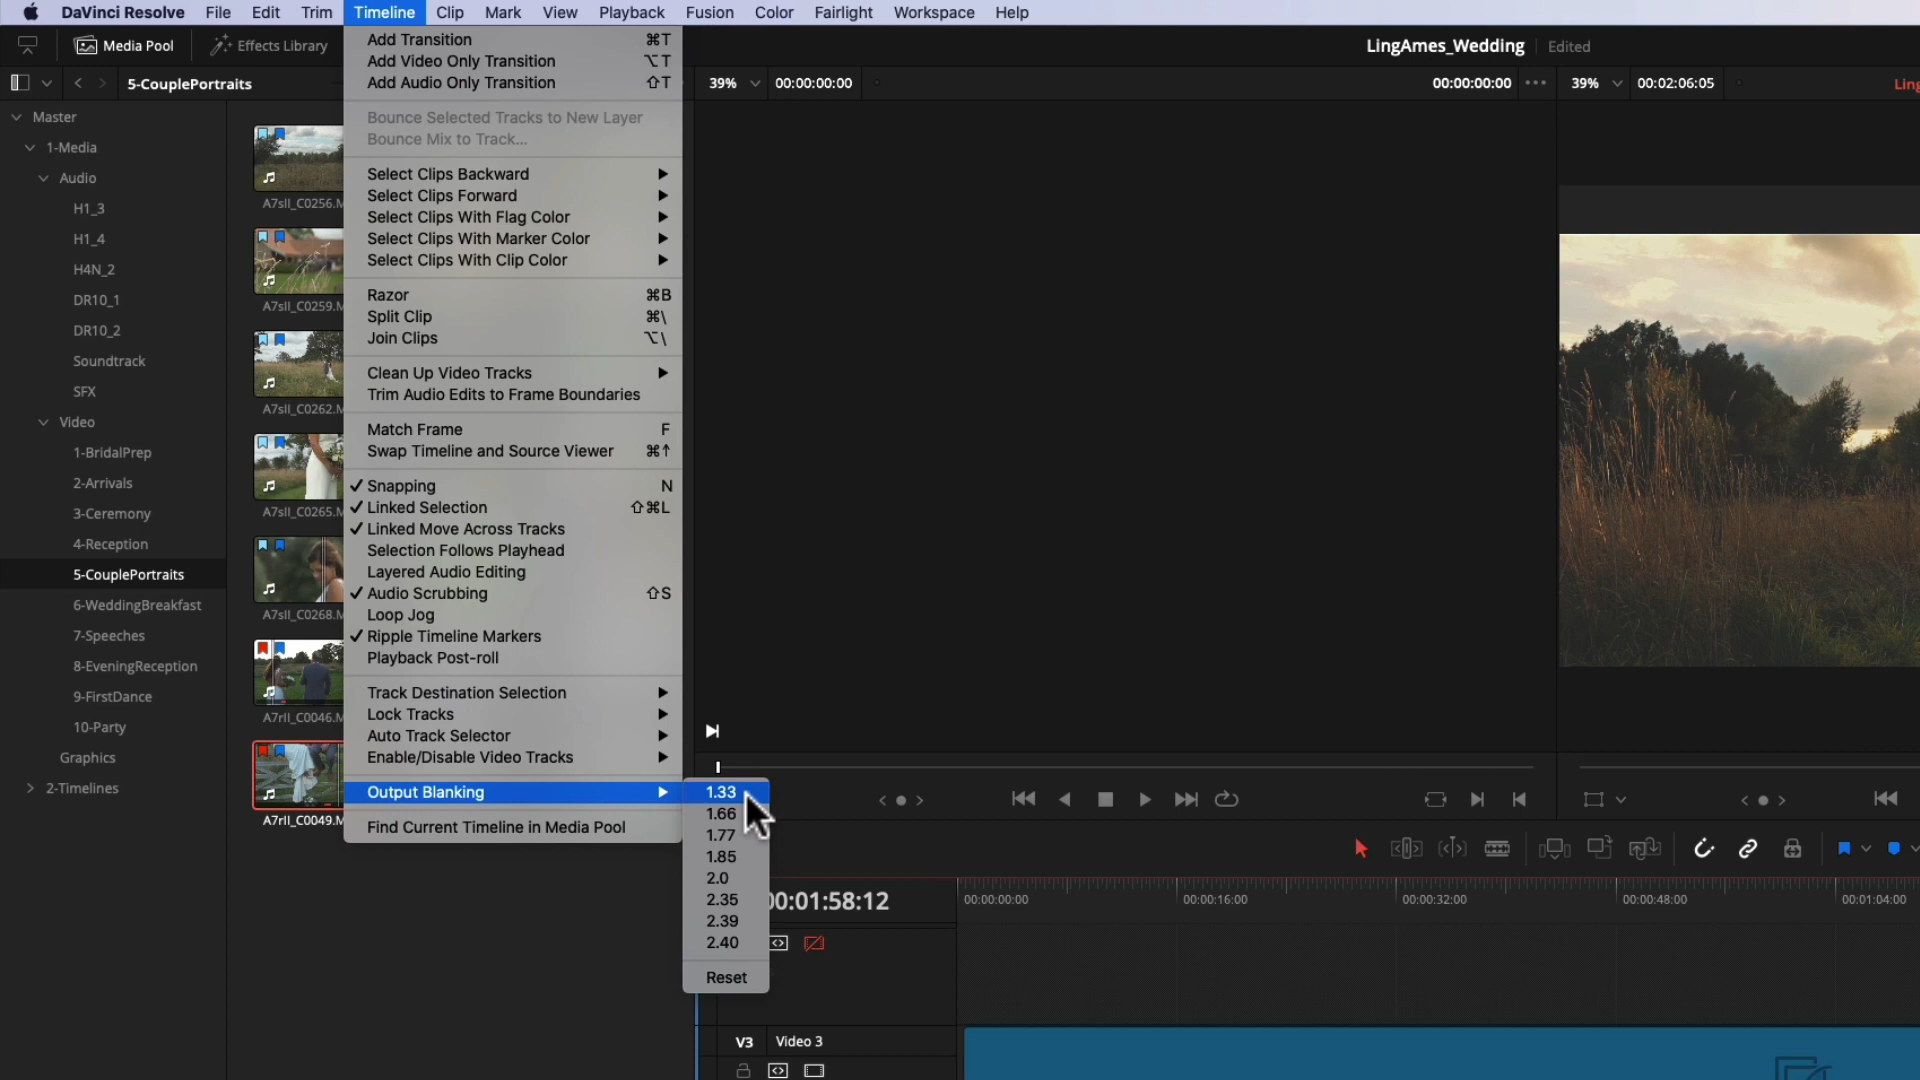 DaVinci Resolve File Edit Trim Timeline Clip Mark View Playback Fusion Color Fairlight Workspace Help
Media Pool Effects Library
LingAmes_Wedding Edited
5-CouplePortraits
39% 00:00:00:00
00:00:00:00 ••• 39% 00:02:06:05
Ling
Master
1-Media
Audio
H1_3
H1_4
H4N_2
DR10_1
DR10_2
Soundtrack
SFX
Video
1-BridalPrep
2-Arrivals
3-Ceremony
4-Reception
5-CouplePortraits
6-WeddingBreakfast
7-Speeches
8-EveningReception
9-FirstDance
10-Party
Graphics
2-Timelines
A7sII_C0256.M
A7sII_C0259.M
A7sII_C0262.M
A7sII_C0265.M
A7sII_C0268.M
A7rII_C0046.M
A7rII_C0049.M
Add Transition ⌘T
Add Video Only Transition ⌥T
Add Audio Only Transition ⇧T
Bounce Selected Tracks to New Layer
Bounce Mix to Track...
Select Clips Backward
Select Clips Forward
Select Clips With Flag Color
Select Clips With Marker Color
Select Clips With Clip Color
Razor ⌘B
Split Clip ⌘\
Join Clips ⌥\
Clean Up Video Tracks
Trim Audio Edits to Frame Boundaries
Match Frame F
Swap Timeline and Source Viewer ⌘↑
✓ Snapping N
✓ Linked Selection ⇧⌘L
✓ Linked Move Across Tracks
Selection Follows Playhead
Layered Audio Editing
✓ Audio Scrubbing ⇧S
Loop Jog
✓ Ripple Timeline Markers
Playback Post-roll
Track Destination Selection
Lock Tracks
Auto Track Selector
Enable/Disable Video Tracks
Output Blanking
Find Current Timeline in Media Pool
1.33
1.66
1.77
1.85
2.0
2.35
2.39
2.40
Reset
00:01:58:12
00:00:00:00 00:00:16:00 00:00:32:00 00:00:48:00 00:01:04:00
V3 Video 3